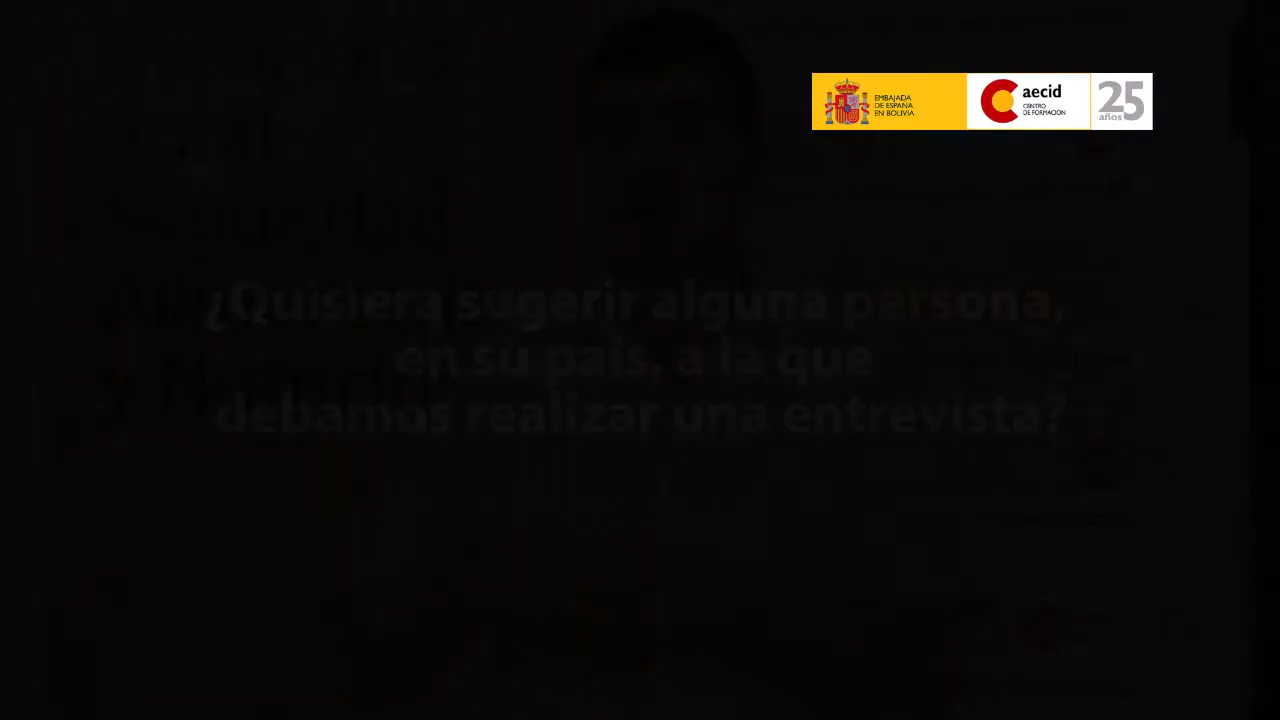 EMBAJADA
DE ESPAÑA
EN BOLIVIA
aecid
CENTRO
DE FORMACIÓN
25
años
¿Quisiera sugerir alguna persona,
en su país, a la que
debamos realizar una entrevista?